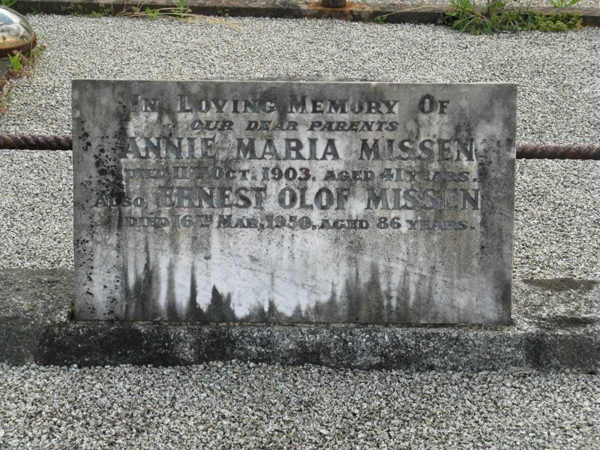 IN LOVING MEMORY OF
OUR DEAR PARENTS
ANNIE MARIA MISSEN
DIED 11TH OCT. 1903, AGED 41 YEARS.
ALSO ERNEST OLOF MISSEN
DIED 16TH MAR. 1950, AGED 86 YEARS.